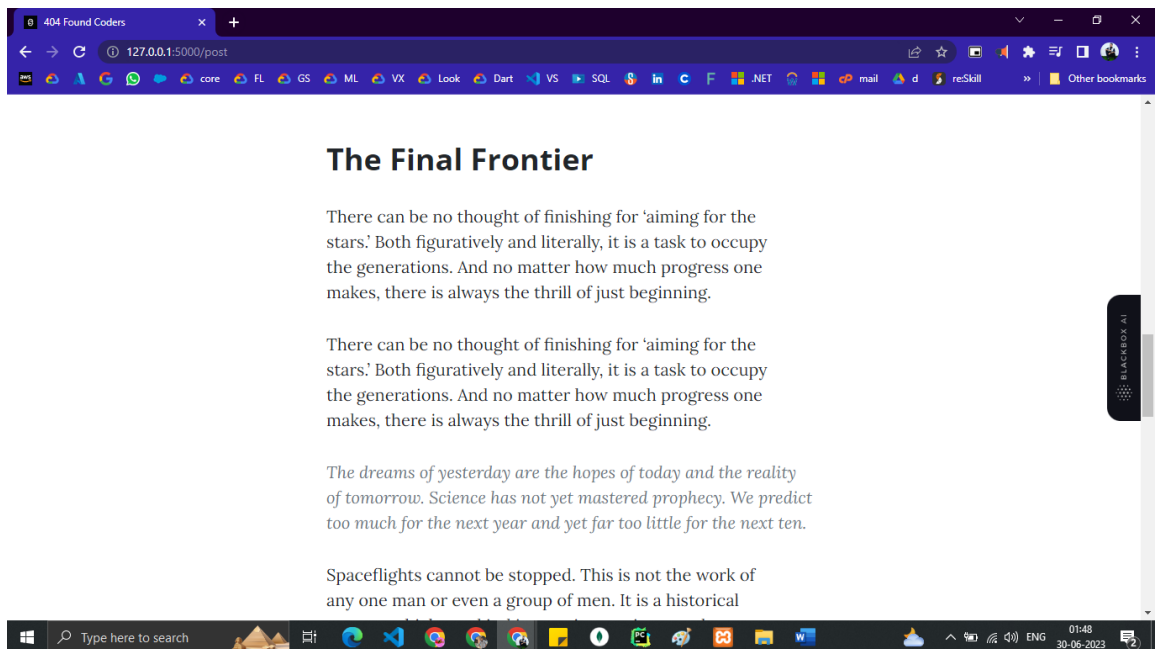 404 Found Coders
127.0.0.1:5000/post
aws
core
FL
GS
ML
VX
Look
Dart
VS
SQL
in
C
F
.NET
cp
mail
d
re:Skill
»
Other bookmarks
The Final Frontier
There can be no thought of finishing for ‘aiming for the
stars.’ Both figuratively and literally, it is a task to occupy
the generations. And no matter how much progress one
makes, there is always the thrill of just beginning.
There can be no thought of finishing for ‘aiming for the
stars.’ Both figuratively and literally, it is a task to occupy
the generations. And no matter how much progress one
makes, there is always the thrill of just beginning.
The dreams of yesterday are the hopes of today and the reality
of tomorrow. Science has not yet mastered prophecy. We predict
too much for the next year and yet far too little for the next ten.
Spaceflights cannot be stopped. This is not the work of
any one man or even a group of men. It is a historical
BLACKBOX AI
Type here to search
PC
ENG
01:48
30-06-2023
2